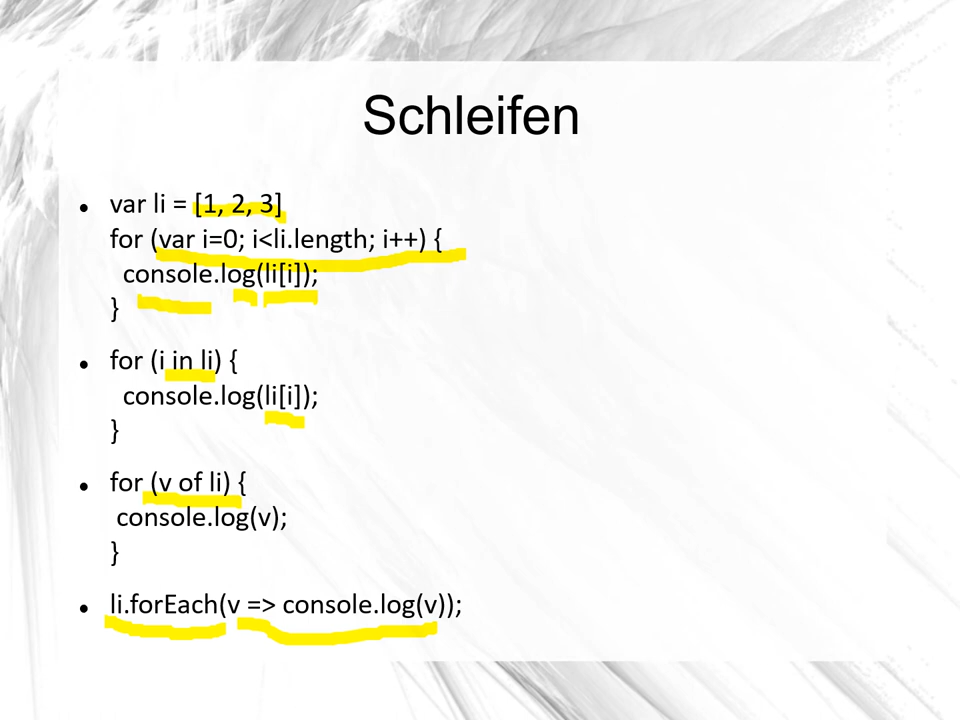 Schleifen
• var li = [1, 2, 3]
for (var i=0; i<li.length; i++) {
console.log(li[i]);
}
• for (i in li) {
console.log(li[i]);
}
• for (v of li) {
console.log(v);
}
• li.forEach(v => console.log(v));